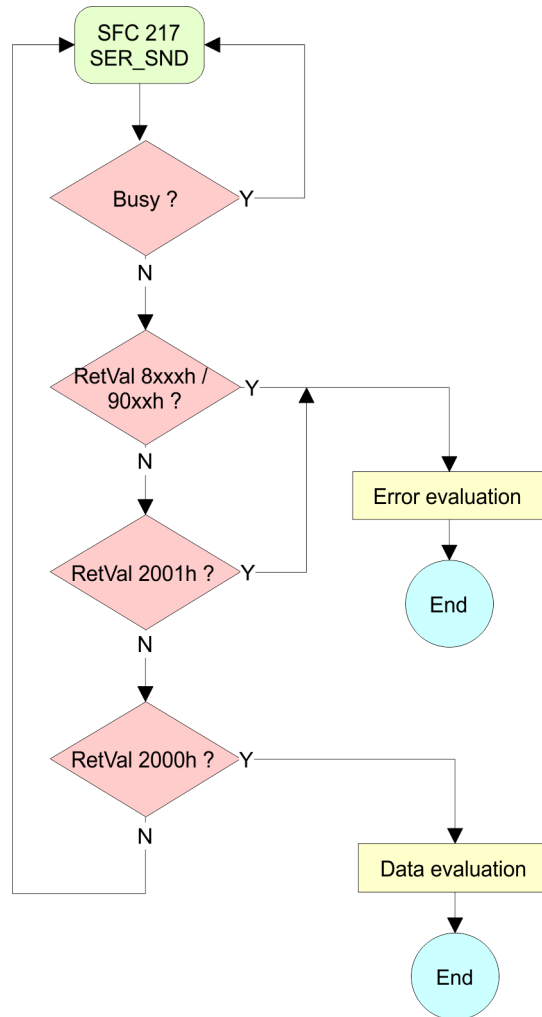 SFC 217
SER_SND
Busy ?
Y
N
RetVal 8xxxh /
90xxh ?
Y
N
Error evaluation
RetVal 2001h ?
Y
End
N
RetVal 2000h ?
Y
N
Data evaluation
End